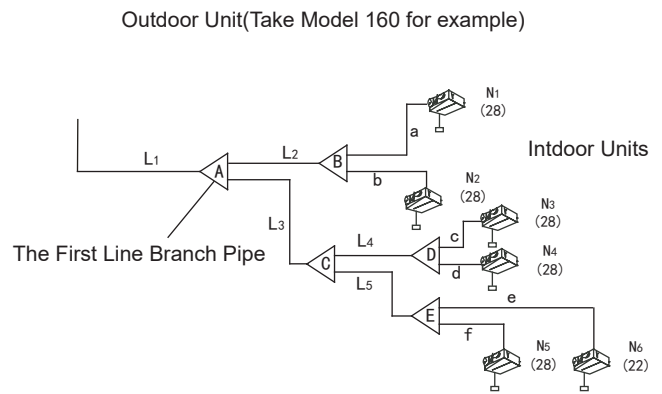 Outdoor Unit(Take Model 160 for example)
N1
(28)
a
Intdoor Units
L1
L2
A
B
b
N2
(28)
N3
(28)
L3
The First Line Branch Pipe
L4
c
D
d
N4
(28)
C
L5
e
E
f
N5
(28)
N6
(22)